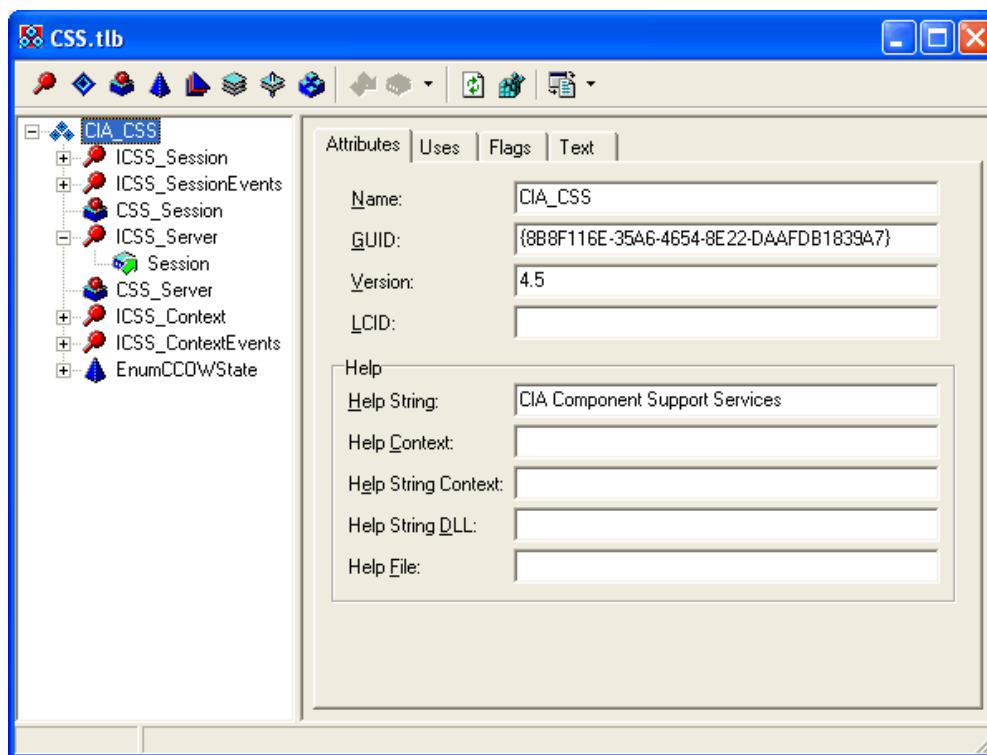 CSS.tlb
CIA_CSS
ICSS_Session
ICSS_SessionEvents
CSS_Session
ICSS_Server
Session
CSS_Server
ICSS_Context
ICSS_ContextEvents
EnumCCOWState
Attributes Uses Flags Text
Name: CIA_CSS
GUID: {8B8F116E-35A6-4654-8E22-DAAFDB1839A7}
Version: 4.5
LCID:
Help
Help String: CIA Component Support Services
Help Context:
Help String Context:
Help String DLL:
Help File: